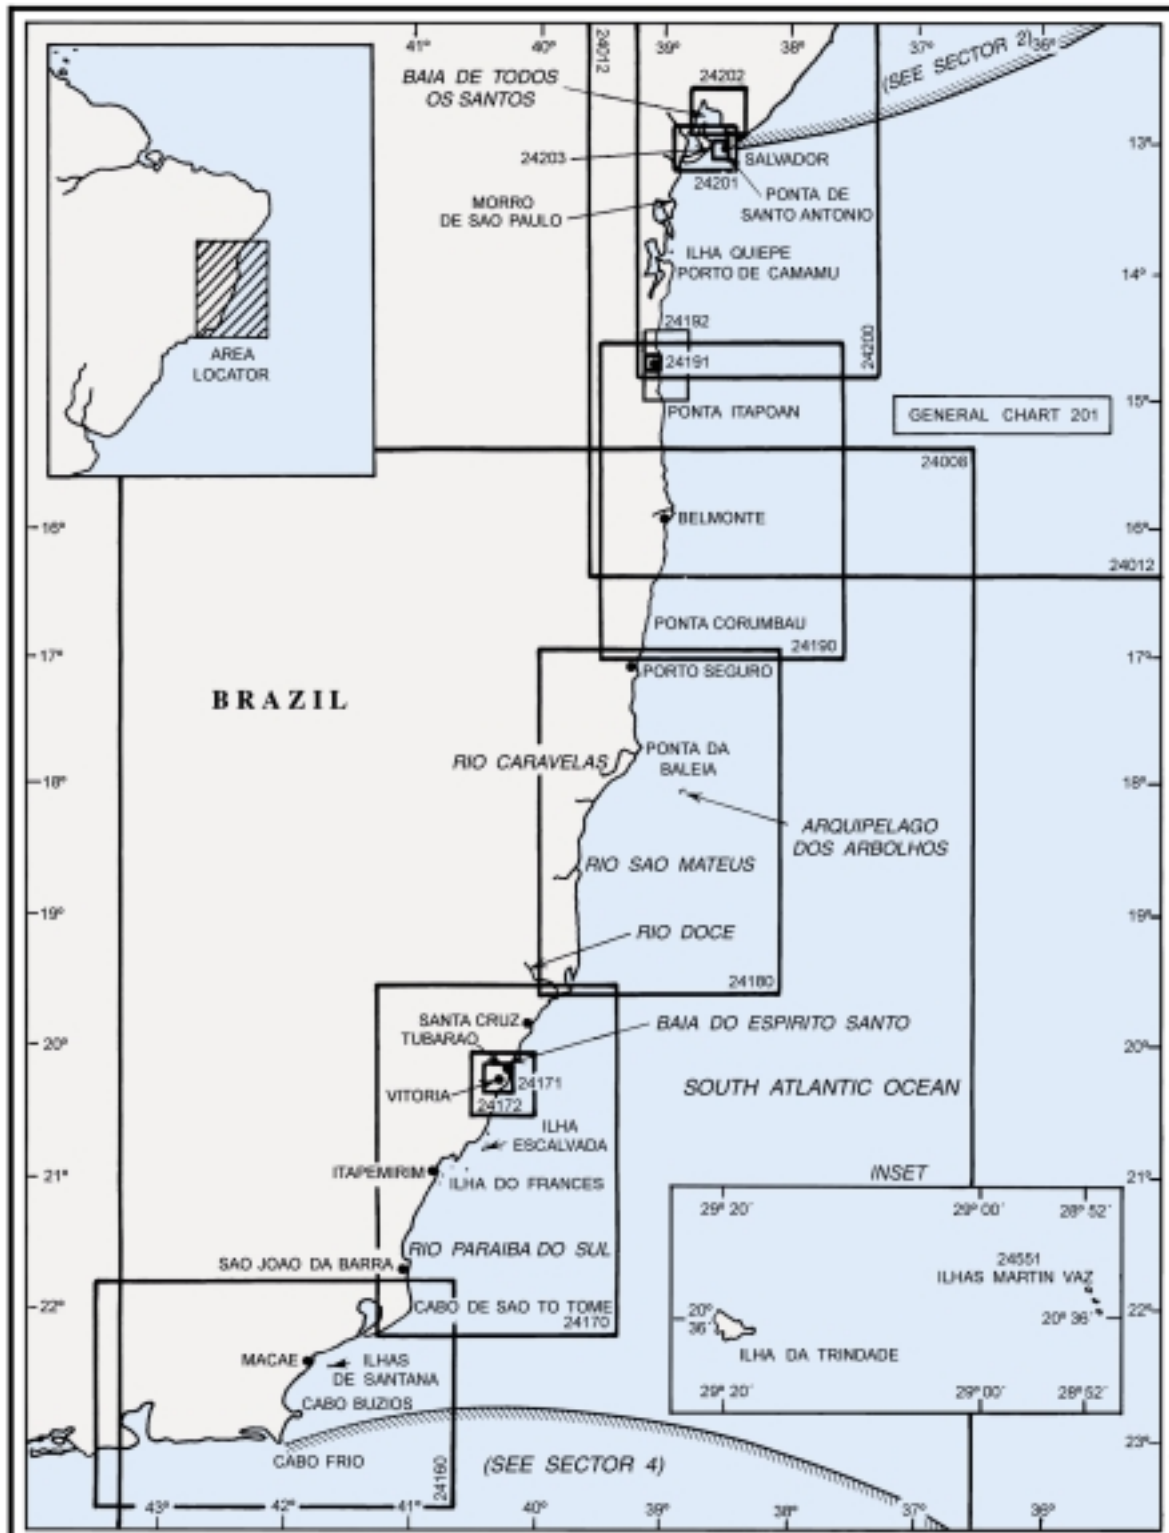 41°
40°
39°
38°
37°
36°
24012
(SEE SECTOR 2)
BAIA DE TODOS
OS SANTOS
24202
13°
24203
SALVADOR
24201
PONTA DE
SANTO ANTONIO
MORRO
DE SAO PAULO
ILHA QUIEPE
PORTO DE CAMAMU
14°
24192
24191
24200
AREA
LOCATOR
PONTA ITAPOAN
15°
GENERAL CHART 201
24008
BELMONTE
16°
16°
24012
PONTA CORUMBAU
24190
17°
17°
PORTO SEGURO
BRAZIL
PONTA DA
BALEIA
RIO CARAVELAS
18°
18°
ARQUIPELAGO
DOS ARBOLHOS
RIO SAO MATEUS
19°
19°
RIO DOCE
24180
SANTA CRUZ
TUBARAO
BAIA DO ESPIRITO SANTO
20°
20°
VITORIA
24171
24172
SOUTH ATLANTIC OCEAN
ILHA
ESCALVADA
ITAPEMIRIM
ILHA DO FRANCES
21°
21°
INSET
29° 20´
29° 00´
28° 52´
RIO PARAIBA DO SUL
SAO JOAO DA BARRA
24551
ILHAS MARTIN VAZ
22°
22°
CABO DE SAO TO TOME
24170
20°
36´
20° 36´
ILHA DA TRINDADE
29° 20´
29° 00´
28° 52´
MACAE
ILHAS
DE SANTANA
CABO BUZIOS
23°
CABO FRIO
24160
(SEE SECTOR 4)
43°
42°
41°
40°
39°
38°
37°
36°